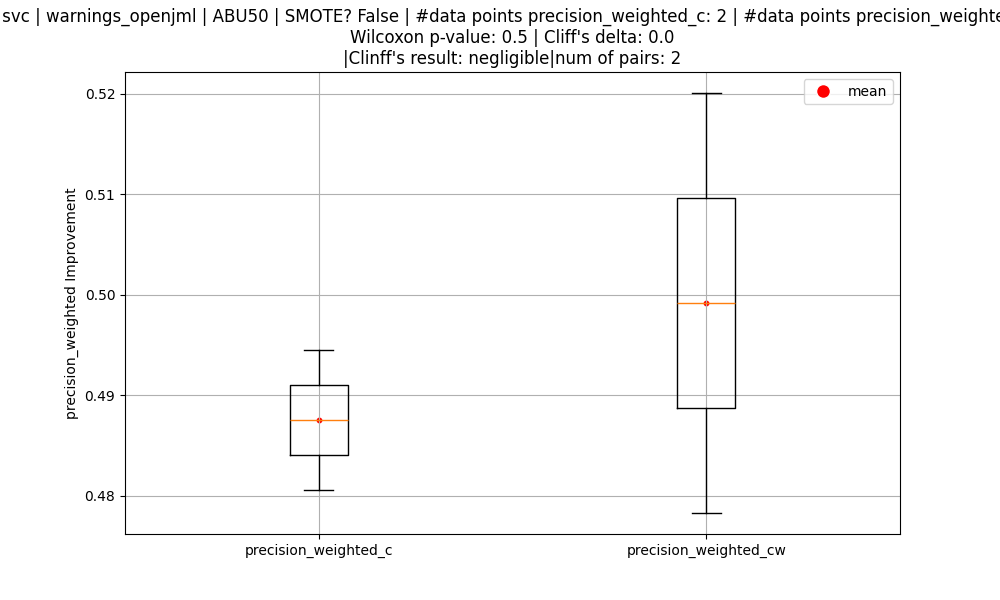 svc | warnings_openjml | ABU50 | SMOTE? False | #data points precision_weighted_c: 2 | #data points precision_weighte
Wilcoxon p-value: 0.5 | Cliff's delta: 0.0
|Clinff's result: negligible|num of pairs: 2
mean
0.52
0.51
0.50
0.49
0.48
precision_weighted Improvement
precision_weighted_c
precision_weighted_cw